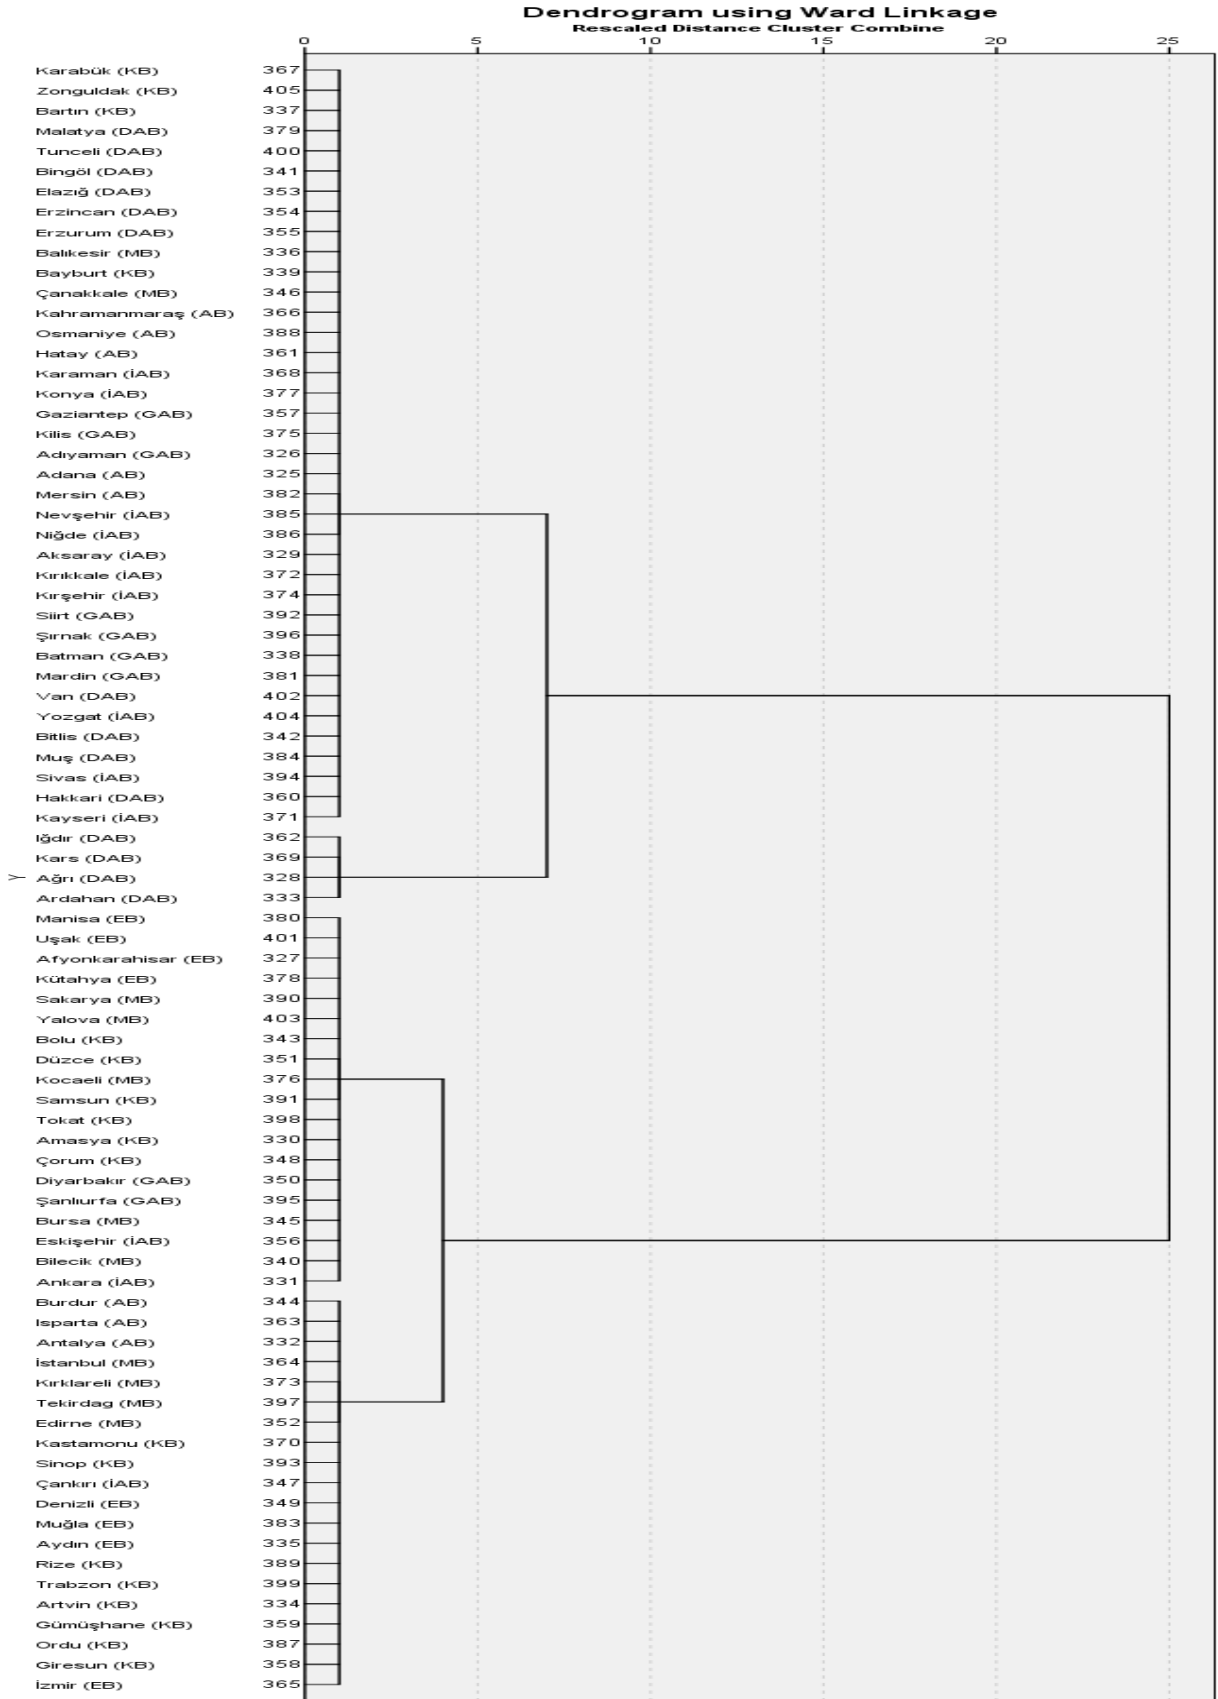 Dendrogram using Ward Linkage
Rescaled Distance Cluster Combine
0 5 10 15 20 25
Karabük (KB) 367
Zonguldak (KB) 405
Bartın (KB) 337
Malatya (DAB) 379
Tunceli (DAB) 400
Bingöl (DAB) 341
Elazığ (DAB) 353
Erzincan (DAB) 354
Erzurum (DAB) 355
Balıkesir (MB) 336
Bayburt (KB) 339
Çanakkale (MB) 346
Kahramanmaraş (AB) 366
Osmaniye (AB) 388
Hatay (AB) 361
Karaman (İAB) 368
Konya (İAB) 377
Gaziantep (GAB) 357
Kilis (GAB) 375
Adıyaman (GAB) 326
Adana (AB) 325
Mersin (AB) 382
Nevşehir (İAB) 385
Niğde (İAB) 386
Aksaray (İAB) 329
Kırıkkale (İAB) 372
Kırşehir (İAB) 374
Siirt (GAB) 392
Şırnak (GAB) 396
Batman (GAB) 338
Mardin (GAB) 381
Van (DAB) 402
Yozgat (İAB) 404
Bitlis (DAB) 342
Muş (DAB) 384
Sivas (İAB) 394
Hakkari (DAB) 360
Kayseri (İAB) 371
Iğdır (DAB) 362
Kars (DAB) 369
Y Ağrı (DAB) 328
Ardahan (DAB) 333
Manisa (EB) 380
Uşak (EB) 401
Afyonkarahisar (EB) 327
Kütahya (EB) 378
Sakarya (MB) 390
Yalova (MB) 403
Bolu (KB) 343
Düzce (KB) 351
Kocaeli (MB) 376
Samsun (KB) 391
Tokat (KB) 398
Amasya (KB) 330
Çorum (KB) 348
Diyarbakır (GAB) 350
Şanlıurfa (GAB) 395
Bursa (MB) 345
Eskişehir (İAB) 356
Bilecik (MB) 340
Ankara (İAB) 331
Burdur (AB) 344
Isparta (AB) 363
Antalya (AB) 332
İstanbul (MB) 364
Kırklareli (MB) 373
Tekirdag (MB) 397
Edirne (MB) 352
Kastamonu (KB) 370
Sinop (KB) 393
Çankırı (İAB) 347
Denizli (EB) 349
Muğla (EB) 383
Aydın (EB) 335
Rize (KB) 389
Trabzon (KB) 399
Artvin (KB) 334
Gümüşhane (KB) 359
Ordu (KB) 387
Giresun (KB) 358
İzmir (EB) 365